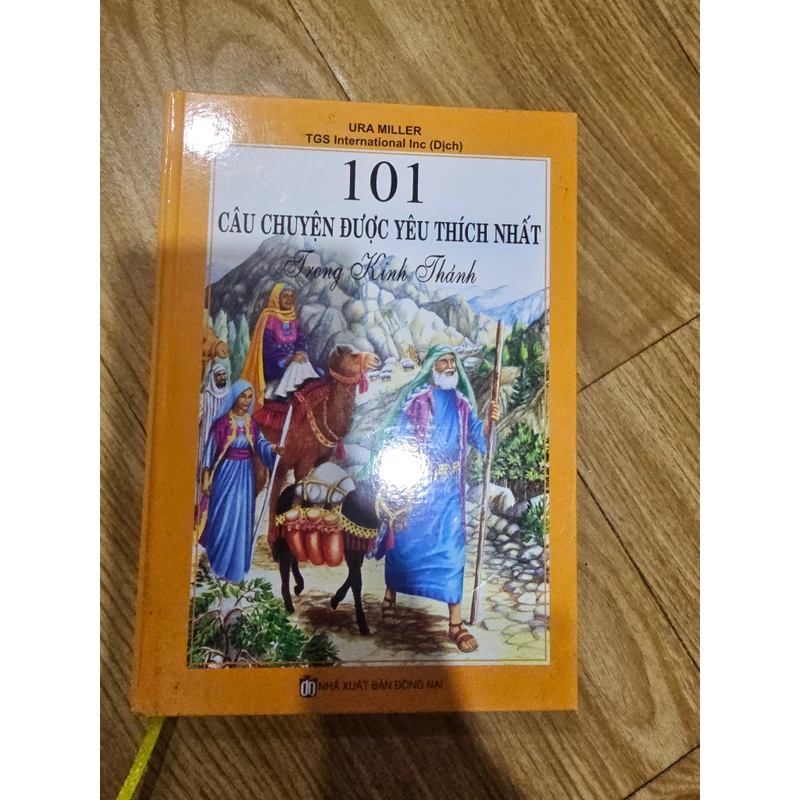 URA MILLER
TGS International Inc (Dịch)
101
CÂU CHUYỆN ĐƯỢC YÊU THÍCH NHẤT
Trong Kinh Thánh
NHÀ XUẤT BẢN ĐỒNG NAI